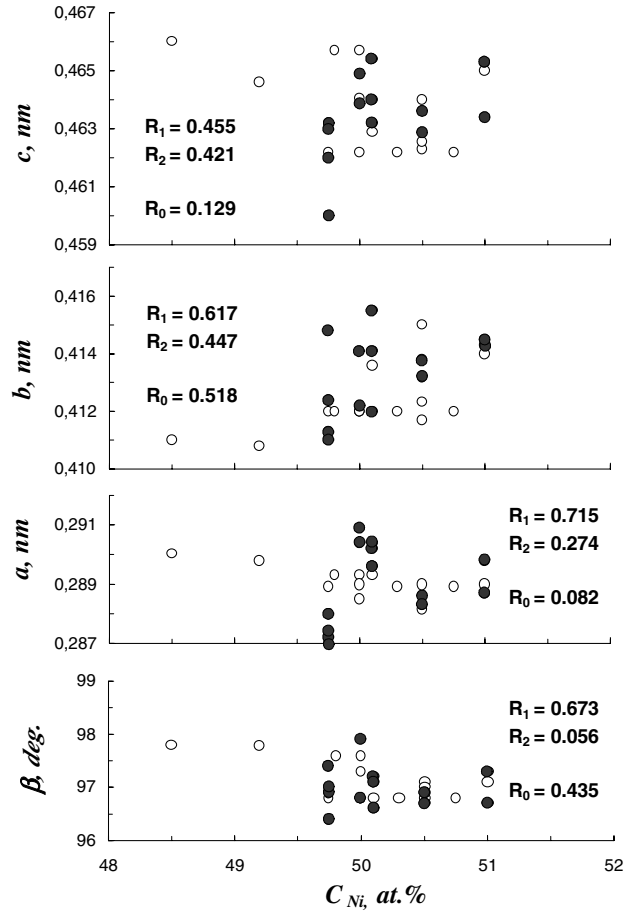 0,467
0,465
0,463
0,461
0,459
c, nm
R1 = 0.455
R2 = 0.421
R0 = 0.129
0,416
0,414
0,412
0,410
b, nm
R1 = 0.617
R2 = 0.447
R0 = 0.518
0,291
0,289
0,287
a, nm
R1 = 0.715
R2 = 0.274
R0 = 0.082
99
98
97
96
β, deg.
R1 = 0.673
R2 = 0.056
R0 = 0.435
48 49 50 51 52
C Ni, at.%